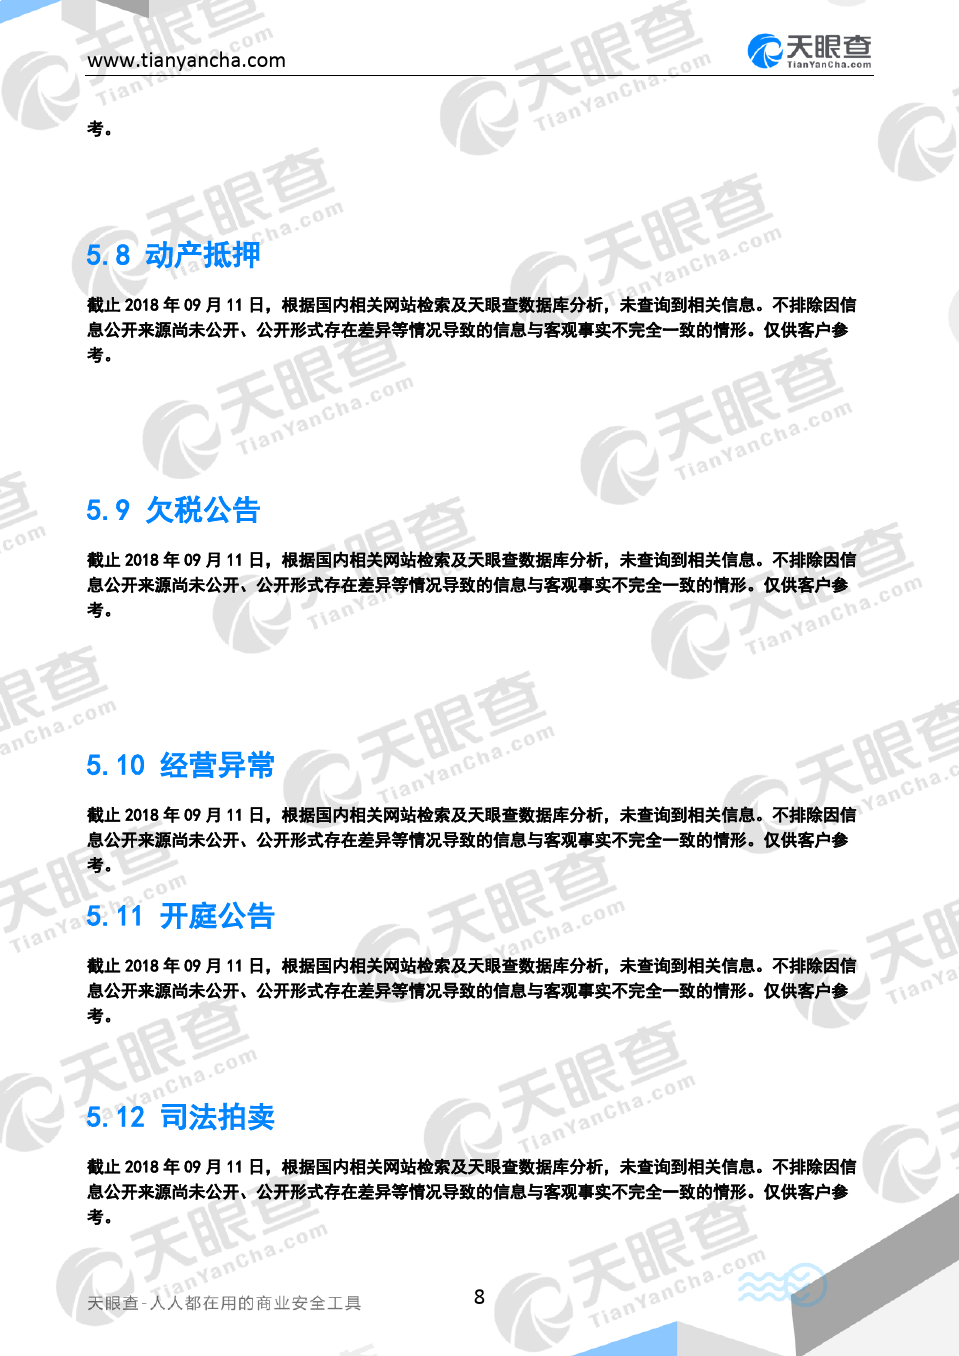 www.tianyancha.com
天眼查
TianYanCha.com
考。
5.8 动产抵押
截止 2018 年 09 月 11 日，根据国内相关网站检索及天眼查数据库分析，未查询到相关信息。不排除因信
息公开来源尚未公开、公开形式存在差异等情况导致的信息与客观事实不完全一致的情形。仅供客户参
考。
5.9 欠税公告
截止 2018 年 09 月 11 日，根据国内相关网站检索及天眼查数据库分析，未查询到相关信息。不排除因信
息公开来源尚未公开、公开形式存在差异等情况导致的信息与客观事实不完全一致的情形。仅供客户参
考。
5.10 经营异常
截止 2018 年 09 月 11 日，根据国内相关网站检索及天眼查数据库分析，未查询到相关信息。不排除因信
息公开来源尚未公开、公开形式存在差异等情况导致的信息与客观事实不完全一致的情形。仅供客户参
考。
5.11 开庭公告
截止 2018 年 09 月 11 日，根据国内相关网站检索及天眼查数据库分析，未查询到相关信息。不排除因信
息公开来源尚未公开、公开形式存在差异等情况导致的信息与客观事实不完全一致的情形。仅供客户参
考。
5.12 司法拍卖
截止 2018 年 09 月 11 日，根据国内相关网站检索及天眼查数据库分析，未查询到相关信息。不排除因信
息公开来源尚未公开、公开形式存在差异等情况导致的信息与客观事实不完全一致的情形。仅供客户参
考。
天眼查-人人都在用的商业安全工具
8